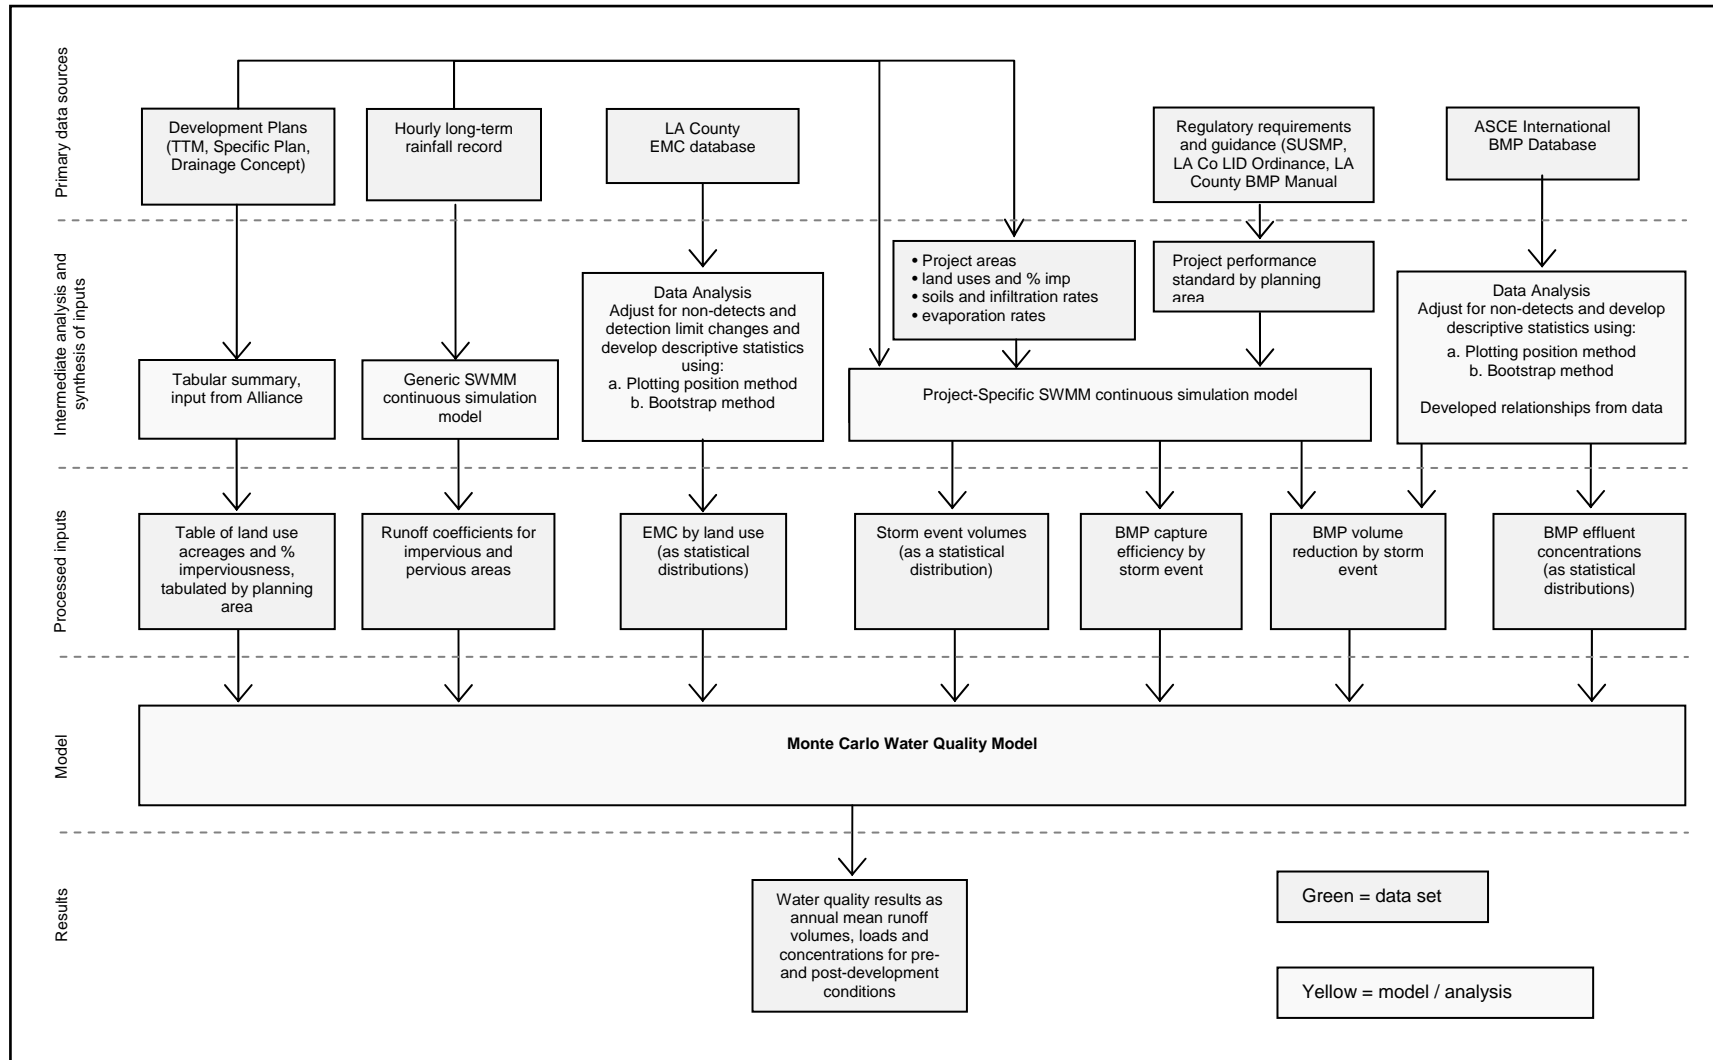 Primary data sources
Development Plans
(TTM, Specific Plan,
Drainage Concept)
Hourly long-term
rainfall record
LA County
EMC database
Regulatory requirements
and guidance (SUSMP,
LA Co LID Ordinance, LA
County BMP Manual
ASCE International
BMP Database
Intermediate analysis and
synthesis of inputs
Tabular summary,
input from Alliance
Generic SWMM
continuous simulation
model
Data Analysis
Adjust for non-detects and
detection limit changes and
develop descriptive statistics
using:
a. Plotting position method
b. Bootstrap method
• Project areas
• land uses and % imp
• soils and infiltration rates
• evaporation rates
Project performance
standard by planning
area
Project-Specific SWMM continuous simulation model
Data Analysis
Adjust for non-detects and develop
descriptive statistics using:
a. Plotting position method
b. Bootstrap method
Developed relationships from data
Processed inputs
Table of land use
acreages and %
imperviousness,
tabulated by planning
area
Runoff coefficients for
impervious and
pervious areas
EMC by land use
(as statistical
distributions)
Storm event volumes
(as a statistical
distribution)
BMP capture
efficiency by
storm event
BMP volume
reduction by storm
event
BMP effluent
concentrations
(as statistical
distributions)
Model
Monte Carlo Water Quality Model
Results
Water quality results as
annual mean runoff
volumes, loads and
concentrations for pre-
and post-development
conditions
Green = data set
Yellow = model / analysis